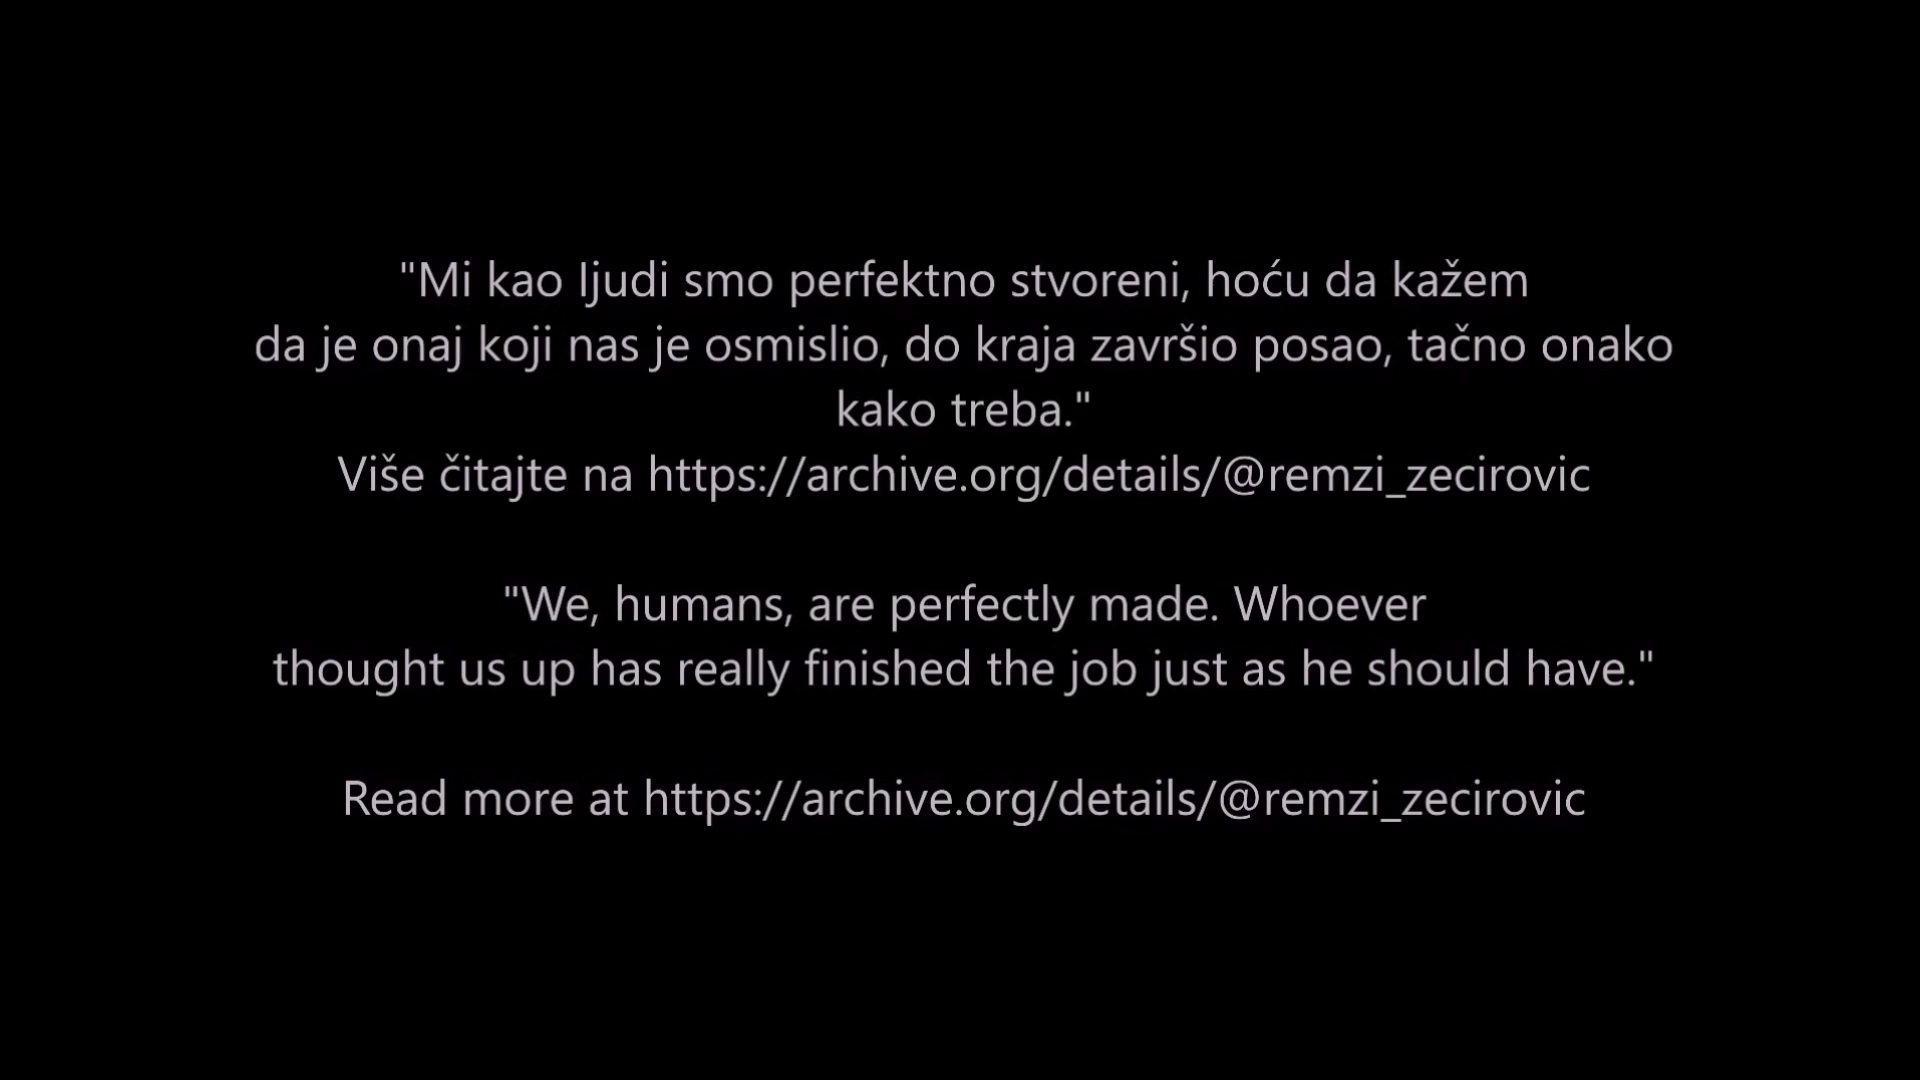 "Mi kao ljudi smo perfektno stvoreni, hoću da kažem
da je onaj koji nas je osmislio, do kraja završio posao, tačno onako
kako treba."
Više čitajte na https://archive.org/details/@remzi_zecirovic
"We, humans, are perfectly made. Whoever
thought us up has really finished the job just as he should have."
Read more at https://archive.org/details/@remzi_zecirovic